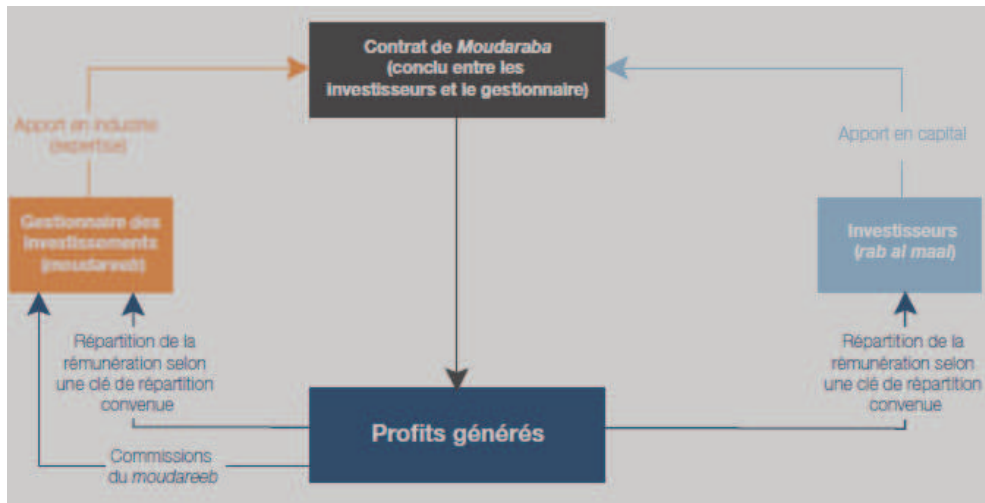 Contrat de Moudaraba
(conclu entre les
investisseurs et le gestionnaire)
Apport en industrie
(expertise)
Apport en capital
Gestionnaire des
investissements
(moudareeb)
Investisseurs
(rab al maal)
Répartition de la
rémunération selon
une clé de répartition
convenue
Répartition de la
rémunération selon
une clé de répartition
convenue
Profits générés
Commissions
du moudareeb